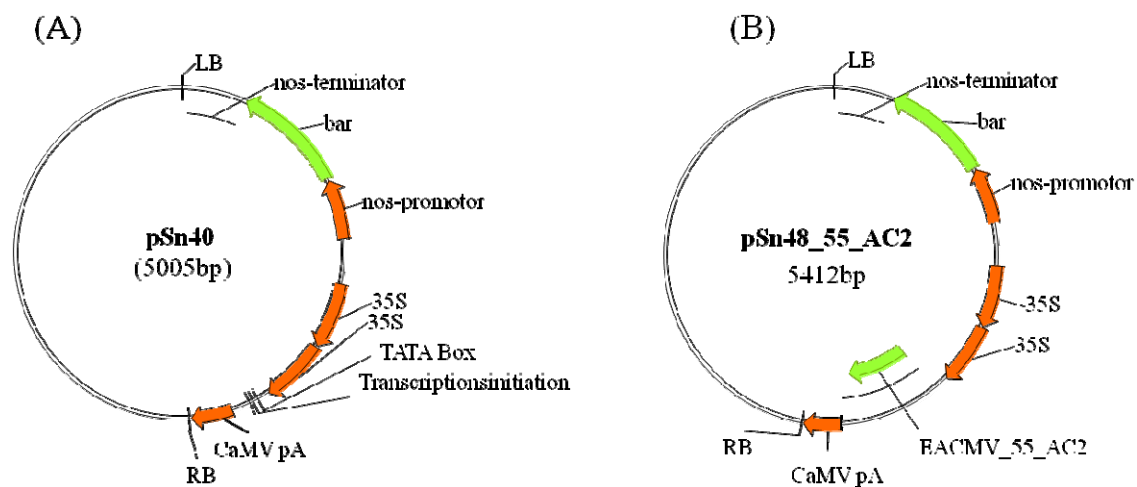 (A)
LB
nos-terminator
bar
nos-promotor
pSn40
(5005bp)
35S
35S
TATA Box
Transcriptionsinitiation
CaMV pA
RB
(B)
LB
nos-terminator
bar
nos-promotor
pSn48_55_AC2
5412bp
35S
35S
EACMV_55_AC2
RB
CaMV pA